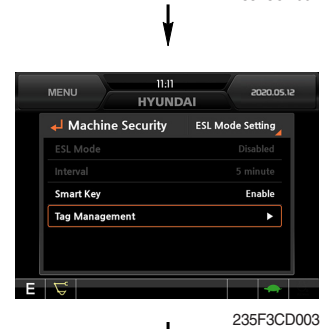 11:11
MENU
HYUNDAI
2020.05.12
Machine Security
ESL Mode Setting
ESL Mode Disabled
Interval 5 minute
Smart Key Enable
Tag Management
E
235F3CD003